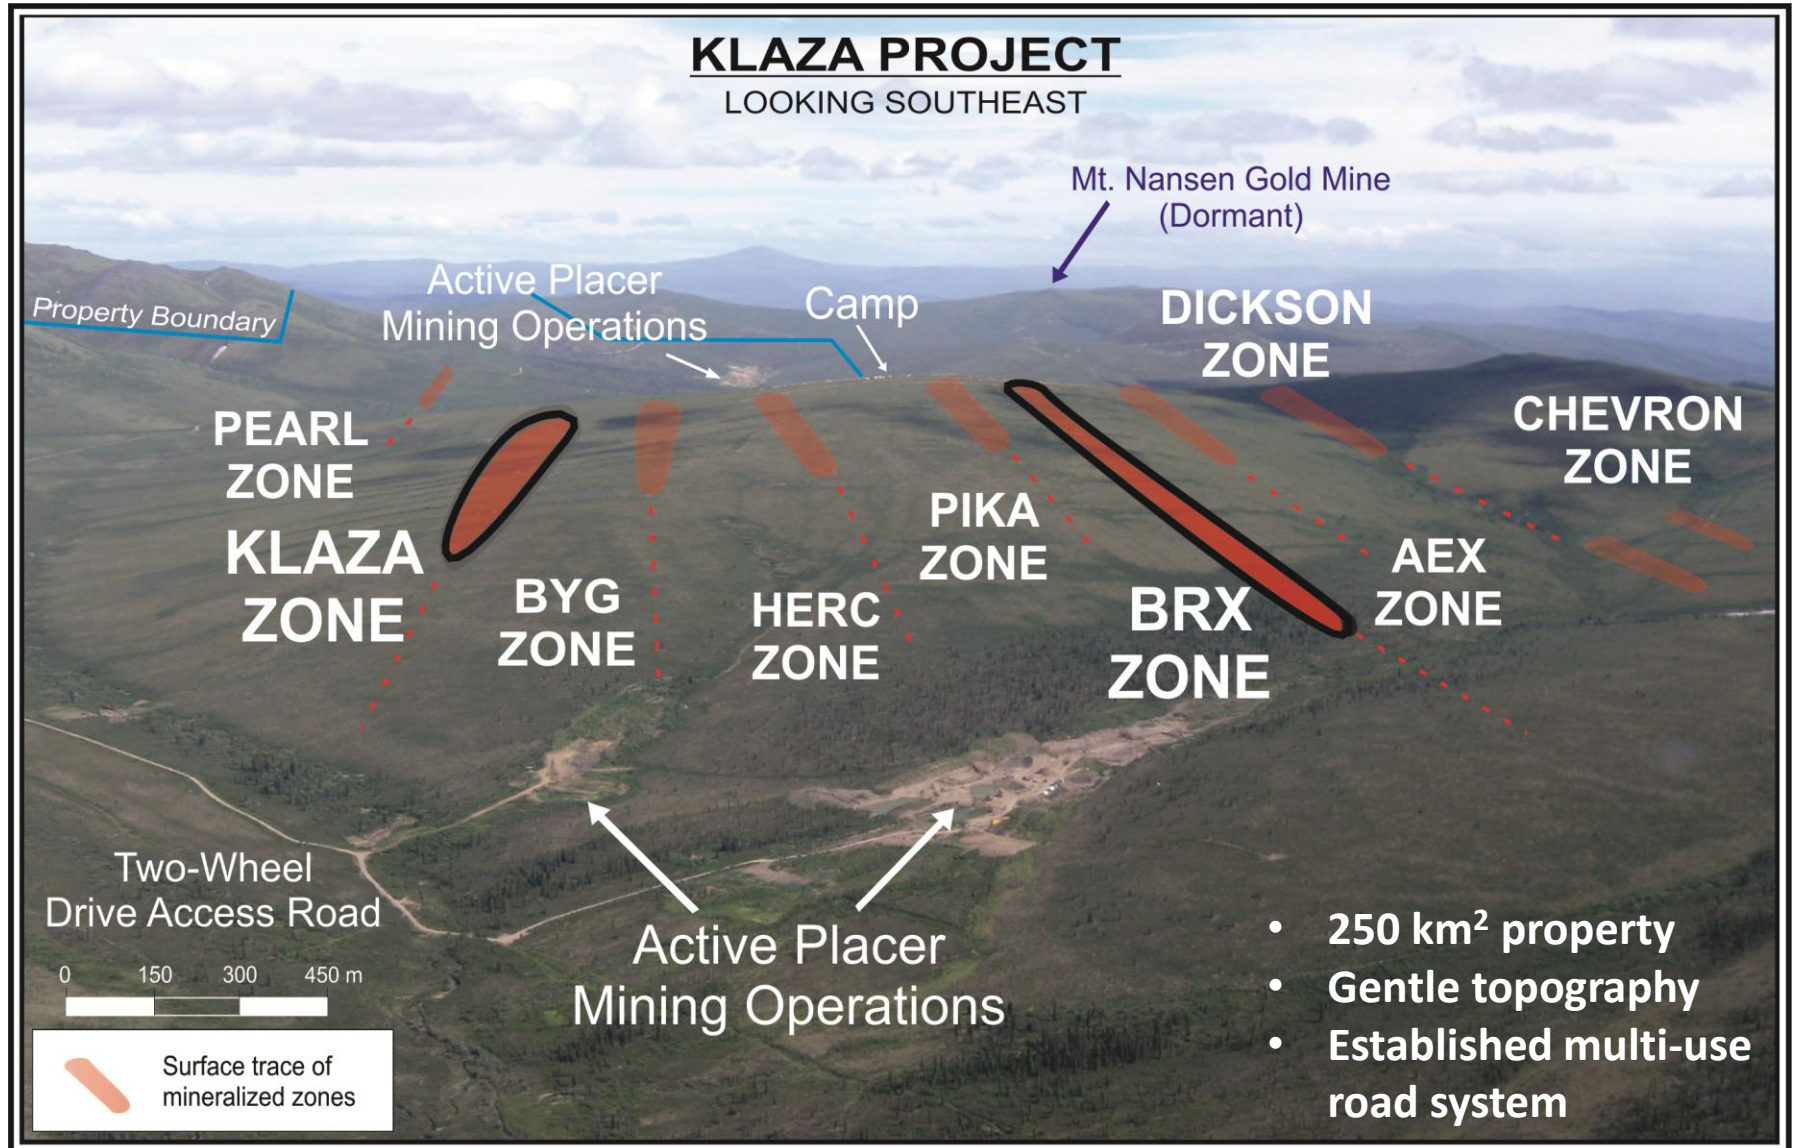 KLAZA PROJECT
LOOKING SOUTHEAST
Mt. Nansen Gold Mine
(Dormant)
Property Boundary
Active Placer
Mining Operations
Camp
DICKSON
ZONE
CHEVRON
ZONE
PEARL
ZONE
KLAZA
ZONE
BYG
ZONE
HERC
ZONE
PIKA
ZONE
BRX
ZONE
AEX
ZONE
Two-Wheel
Drive Access Road
0 150 300 450 m
Surface trace of
mineralized zones
Active Placer
Mining Operations
• 250 km² property
• Gentle topography
• Established multi-use
road system